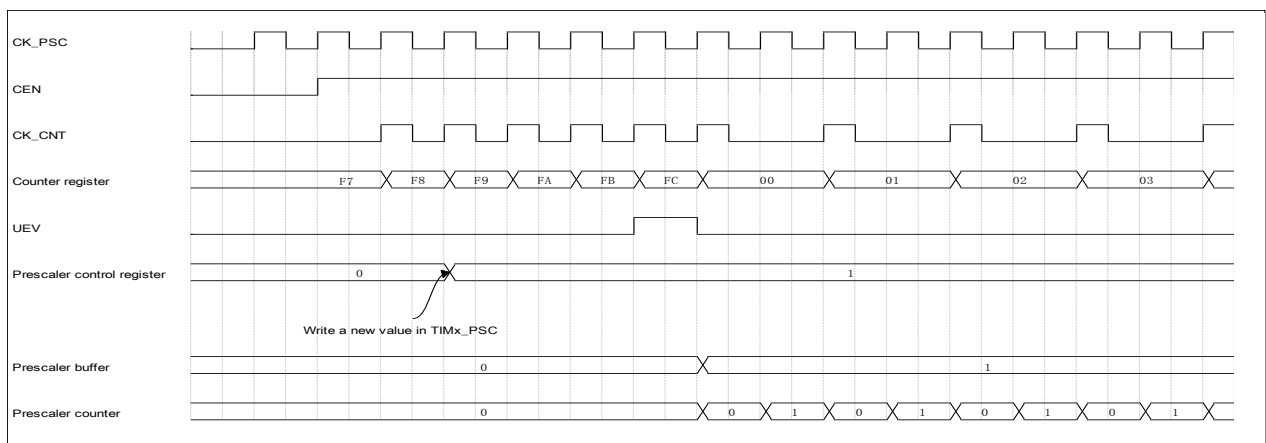 CK_PSC
CEN
CK_CNT
Counter register F7 F8 F9 FA FB FC 00 01 02 03
UEV
Prescaler control register 0 1
Write a new value in TIMx_PSC
Prescaler buffer 0 1
Prescaler counter 0 0 1 0 1 0 1 0 1